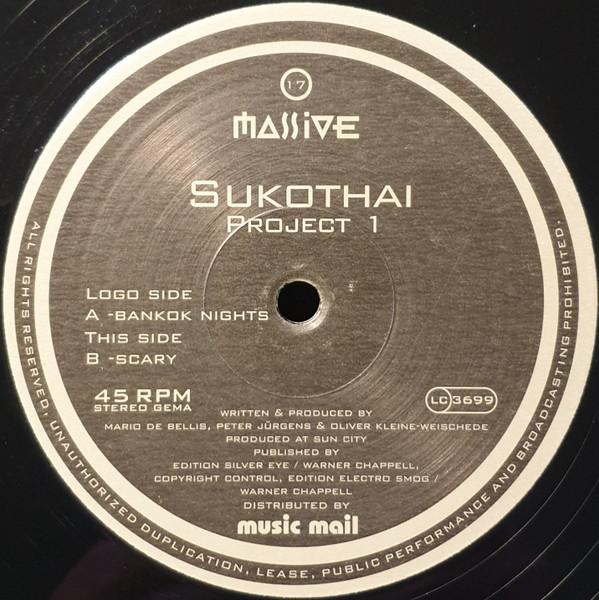 17
MASSIVE
SUKOTHAI
PROJECT 1
LOGO SIDE
A -BANKOK NIGHTS
THIS SIDE
B -SCARY
45 RPM
STEREO GEMA
LC 3699
WRITTEN & PRODUCED BY
MARIO DE BELLIS, PETER JÜRGENS & OLIVER KLEINE-WEISCHEDE
PRODUCED AT SUN CITY
PUBLISHED BY
EDITION SILVER EYE / WARNER CHAPPELL,
COPYRIGHT CONTROL, EDITION ELECTRO SMOG /
WARNER CHAPPELL
DISTRIBUTED BY
music mail
ALL RIGHTS RESERVED. UNAUTHORIZED DUPLICATION, LEASE, PUBLIC PERFORMANCE AND BROADCASTING PROHIBITED.